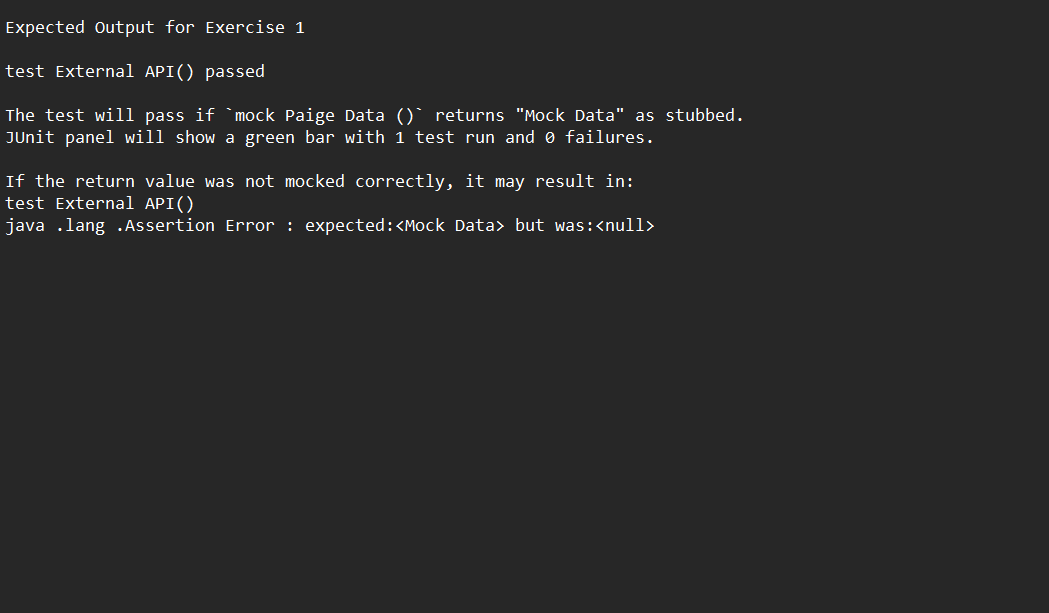 Expected Output for Exercise 1
test External API() passed
The test will pass if `mock Paige Data ()` returns "Mock Data" as stubbed.
JUnit panel will show a green bar with 1 test run and 0 failures.
If the return value was not mocked correctly, it may result in:
test External API()
java .lang .Assertion Error : expected:<Mock Data> but was:<null>